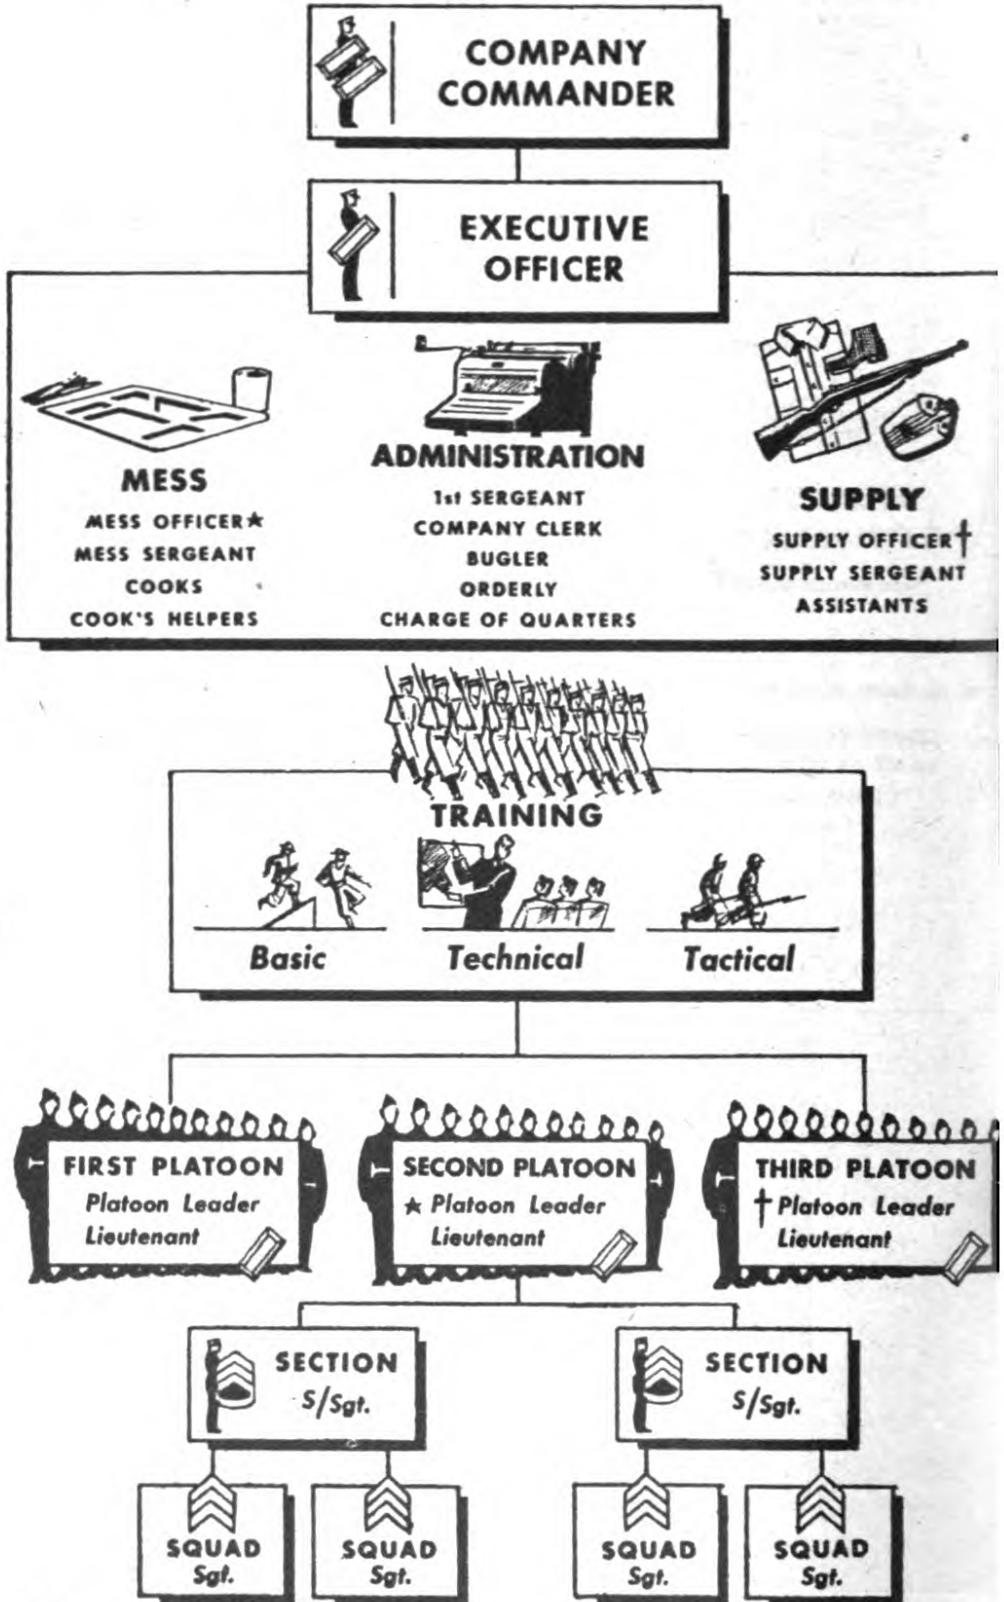 COMPANY
COMMANDER
EXECUTIVE
OFFICER
MESS
MESS OFFICER★
MESS SERGEANT
COOKS
COOK'S HELPERS
ADMINISTRATION
1st SERGEANT
COMPANY CLERK
BUGLER
ORDERLY
CHARGE OF QUARTERS
SUPPLY
SUPPLY OFFICER†
SUPPLY SERGEANT
ASSISTANTS
TRAINING
Basic
Technical
Tactical
FIRST PLATOON
Platoon Leader
Lieutenant
SECOND PLATOON
★ Platoon Leader
Lieutenant
THIRD PLATOON
† Platoon Leader
Lieutenant
SECTION
S/Sgt.
SECTION
S/Sgt.
SQUAD
Sgt.
SQUAD
Sgt.
SQUAD
Sgt.
SQUAD
Sgt.